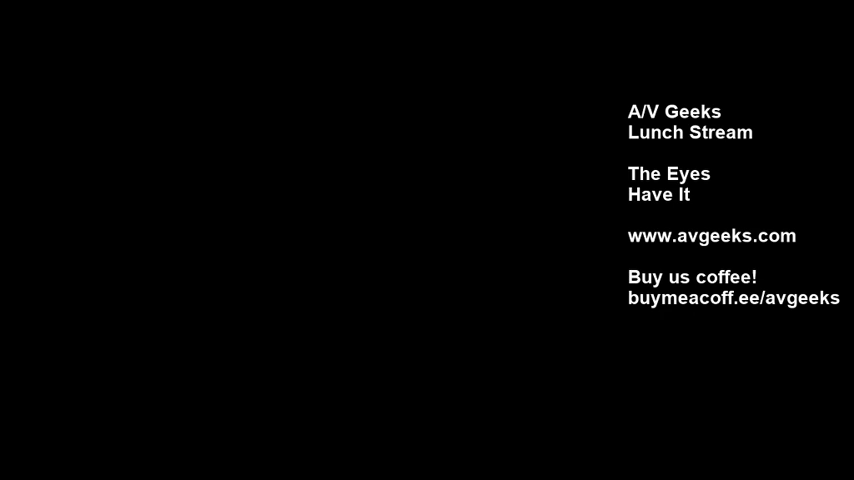 A/V Geeks
Lunch Stream
The Eyes
Have It
www.avgeeks.com
Buy us coffee!
buymeacoff.ee/avgeeks